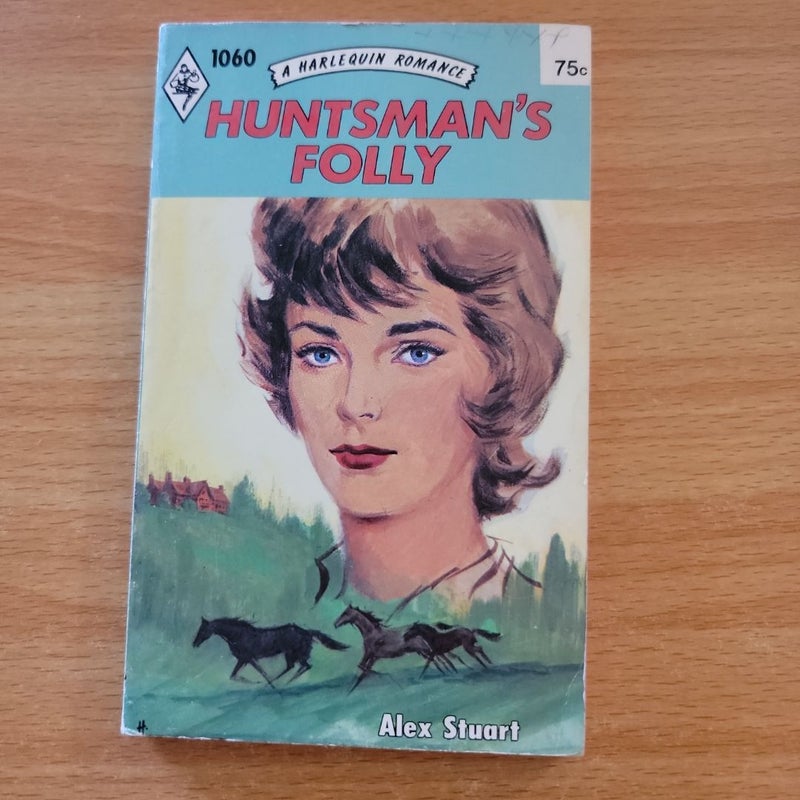 1060
A HARLEQUIN ROMANCE
75c
HUNTSMAN'S
FOLLY
H.
Alex Stuart